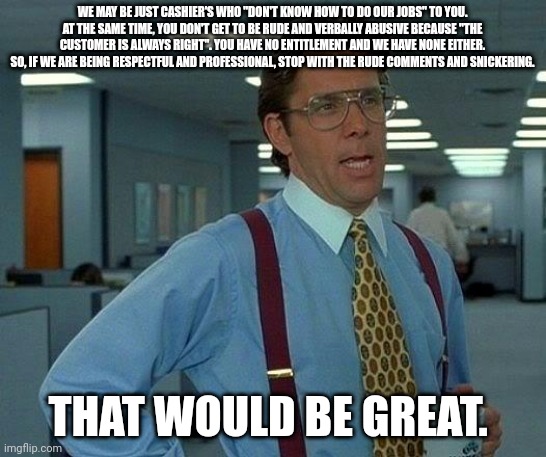 WE MAY BE JUST CASHIER'S WHO "DON'T KNOW HOW TO DO OUR JOBS" TO YOU.
AT THE SAME TIME, YOU DON'T GET TO BE RUDE AND VERBALLY ABUSIVE BECAUSE "THE
CUSTOMER IS ALWAYS RIGHT". YOU HAVE NO ENTITLEMENT AND WE HAVE NONE EITHER.
SO, IF WE ARE BEING RESPECTFUL AND PROFESSIONAL, STOP WITH THE RUDE COMMENTS AND SNICKERING.
THAT WOULD BE GREAT.
imgflip.com